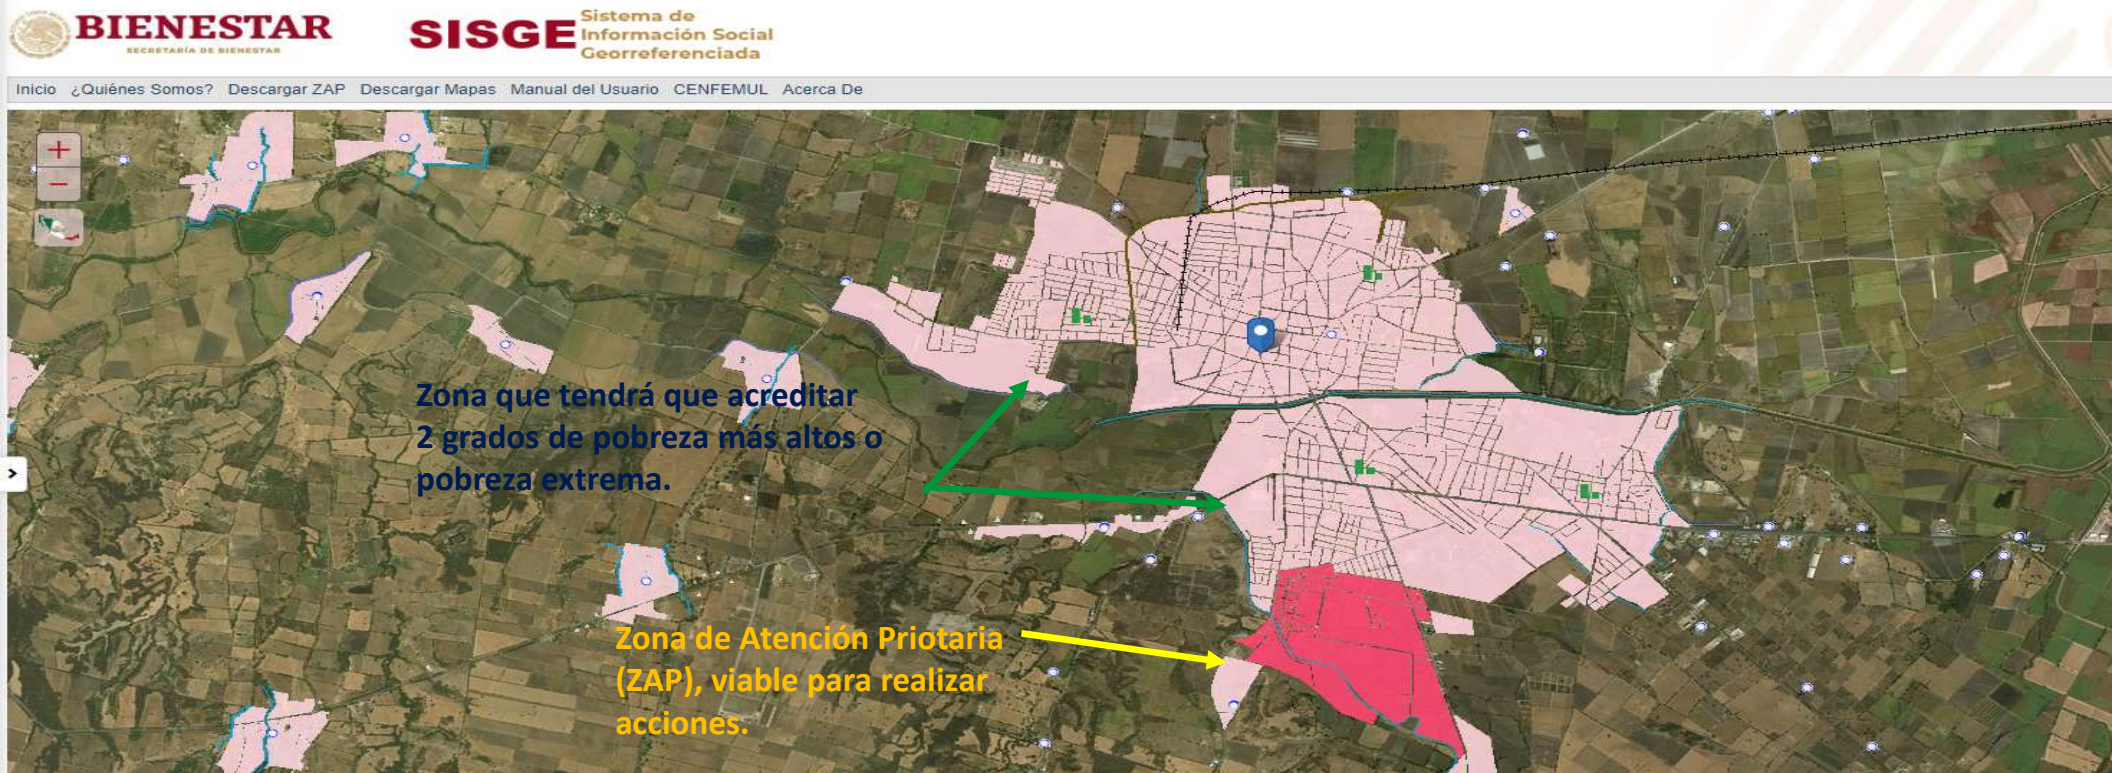 BIENESTAR
SECRETARÍA DE BIENESTAR
SISGE
Sistema de
Información Social
Georreferenciada
Inicio ¿Quiénes Somos? Descargar ZAP Descargar Mapas Manual del Usuario CENFEMUL Acerca De
Zona que tendrá que acreditar
2 grados de pobreza más altos o
pobreza extrema.
Zona de Atención Priotaria
(ZAP), viable para realizar
acciones.